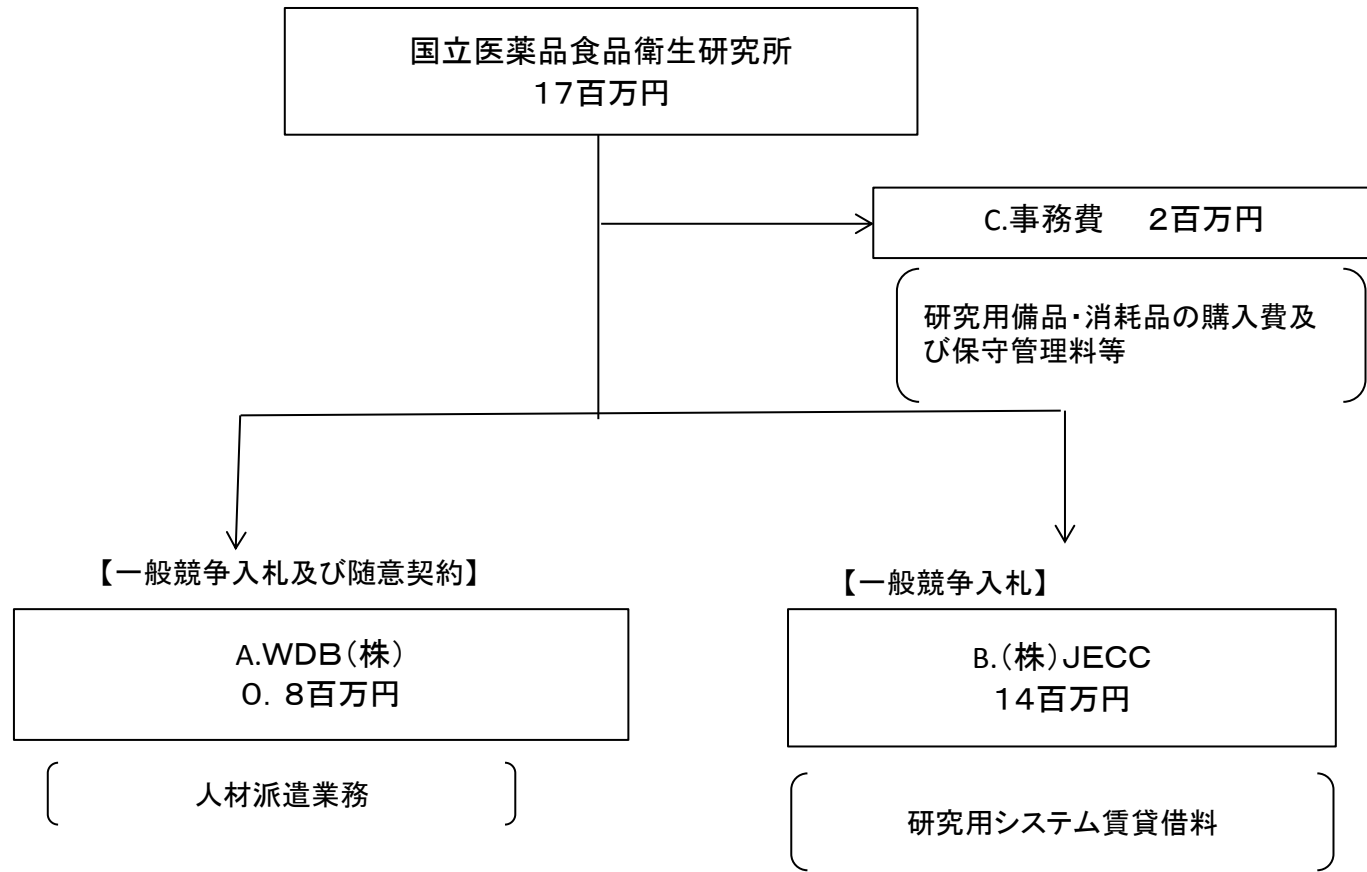 国立医薬品食品衛生研究所
１７百万円
C.事務費　２百万円
研究用備品・消耗品の購入費及
び保守管理料等
【一般競争入札及び随意契約】
A.ＷＤＢ（株）
０．８百万円
人材派遣業務
【一般競争入札】
B.（株）ＪＥＣＣ
１４百万円
研究用システム賃貸借料